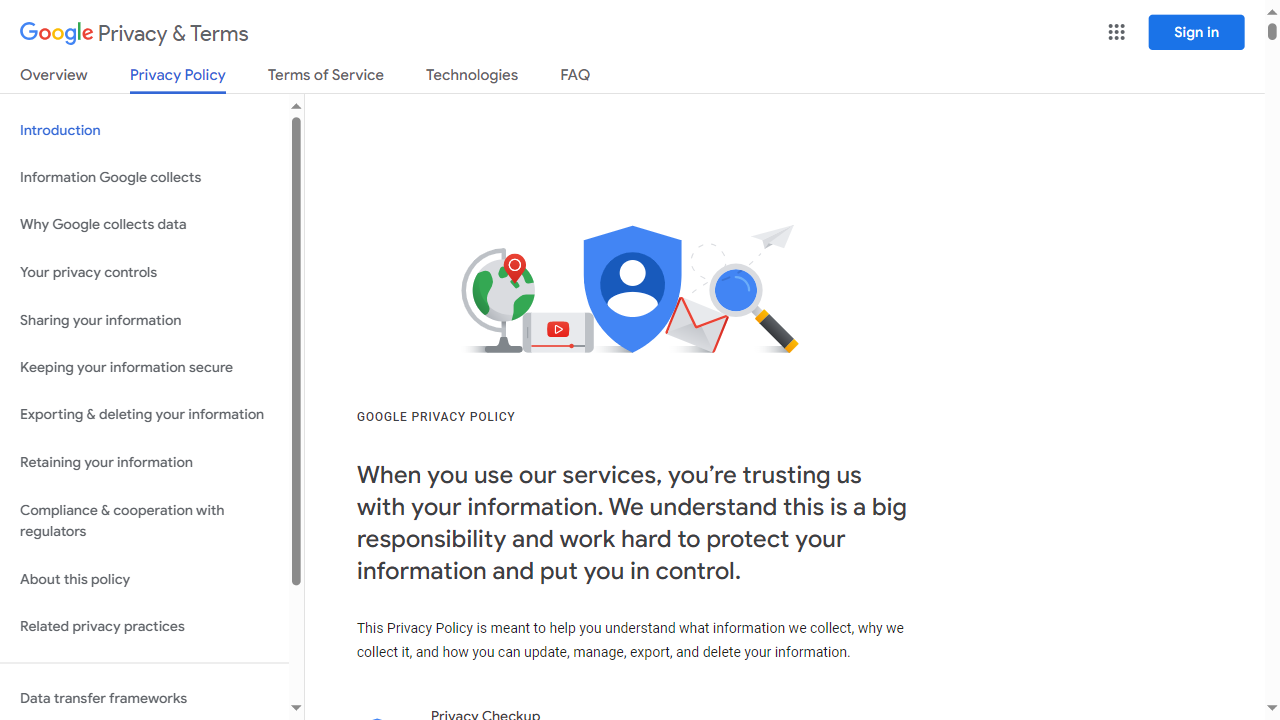 Google Privacy & Terms
Sign in
Overview
Privacy Policy
Terms of Service
Technologies
FAQ
Introduction
Information Google collects
Why Google collects data
Your privacy controls
Sharing your information
Keeping your information secure
Exporting & deleting your information
Retaining your information
Compliance & cooperation with
regulators
About this policy
Related privacy practices
Data transfer frameworks
GOOGLE PRIVACY POLICY
When you use our services, you’re trusting us
with your information. We understand this is a big
responsibility and work hard to protect your
information and put you in control.
This Privacy Policy is meant to help you understand what information we collect, why we
collect it, and how you can update, manage, export, and delete your information.
Privacy Checkup